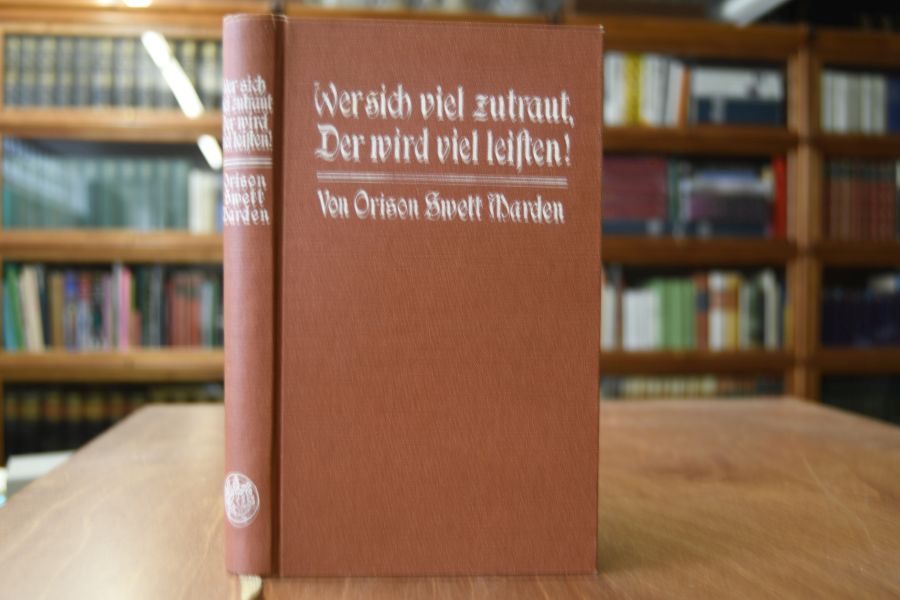 Wer sich viel zutraut,
Der wird viel leiſten!
Von Orison Swett Marden
Wer sich
viel zutraut
Der wird
viel leiſten!
Orison
Swett
Marden